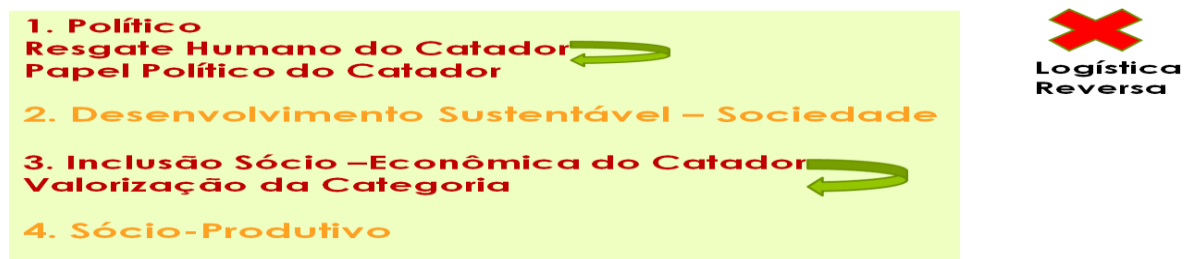 1. Político
Resgate Humano do Catador
Papel Político do Catador
2. Desenvolvimento Sustentável – Sociedade
3. Inclusão Sócio –Econômica do Catador
Valorização da Categoria
4. Sócio-Produtivo
Logística
Reversa